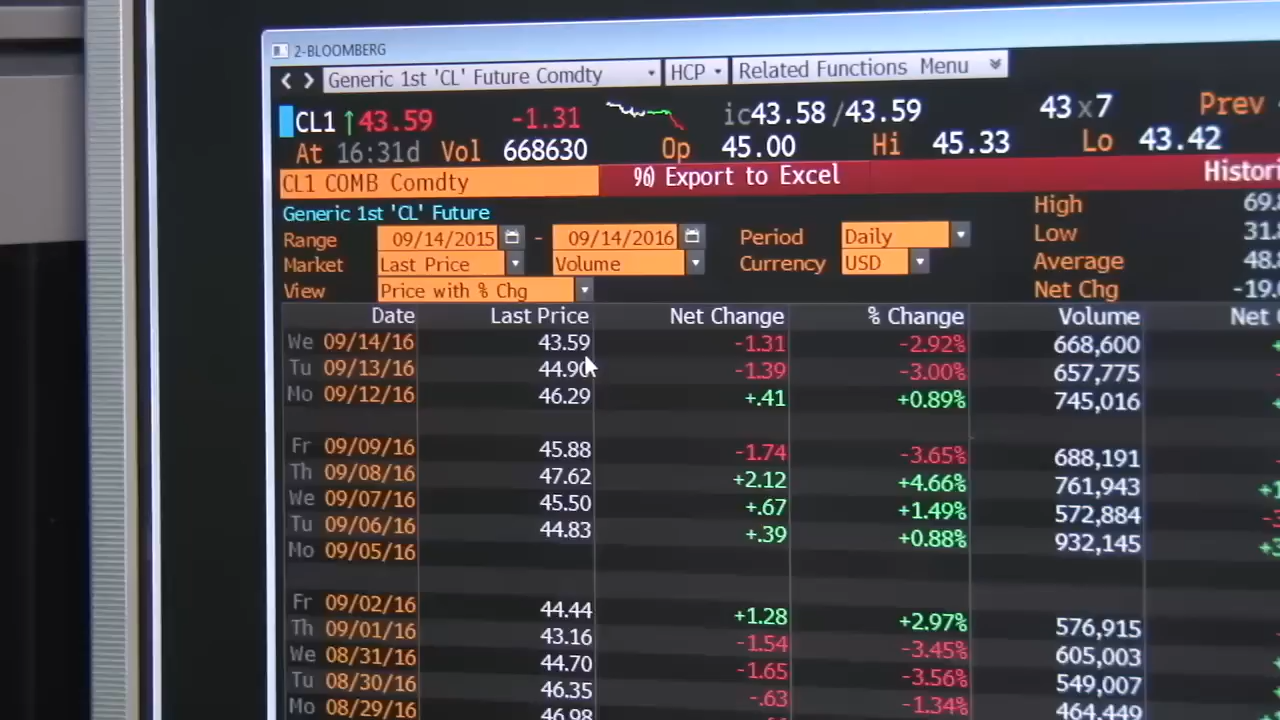 2-BLOOMBERG
Generic 1st 'CL' Future Comdty HCP Related Functions Menu
CL1 ↑43.59 -1.31 ic43.58 /43.59 43 x7 Prev
At 16:31d Vol 668630 Op 45.00 Hi 45.33 Lo 43.42
CL1 COMB Comdty 96) Export to Excel Histori
Generic 1st 'CL' Future High 69.
Range 09/14/2015 - 09/14/2016 Period Daily Low 31.
Market Last Price Volume Currency USD Average 48.
View Price with % Chg Net Chg -19.
Date Last Price Net Change % Change Volume Net
We 09/14/16 43.59 -1.31 -2.92% 668,600
Tu 09/13/16 44.90 -1.39 -3.00% 657,775
Mo 09/12/16 46.29 +.41 +0.89% 745,016
Fr 09/09/16 45.88 -1.74 -3.65% 688,191
Th 09/08/16 47.62 +2.12 +4.66% 761,943
We 09/07/16 45.50 +.67 +1.49% 572,884
Tu 09/06/16 44.83 +.39 +0.88% 932,145
Mo 09/05/16
Fr 09/02/16 44.44 +1.28 +2.97% 576,915
Th 09/01/16 43.16 -1.54 -3.45% 605,003
We 08/31/16 44.70 -1.65 -3.56% 549,007
Tu 08/30/16 46.35 -.63 -1.34% 464,449
Mo 08/29/16 46.98